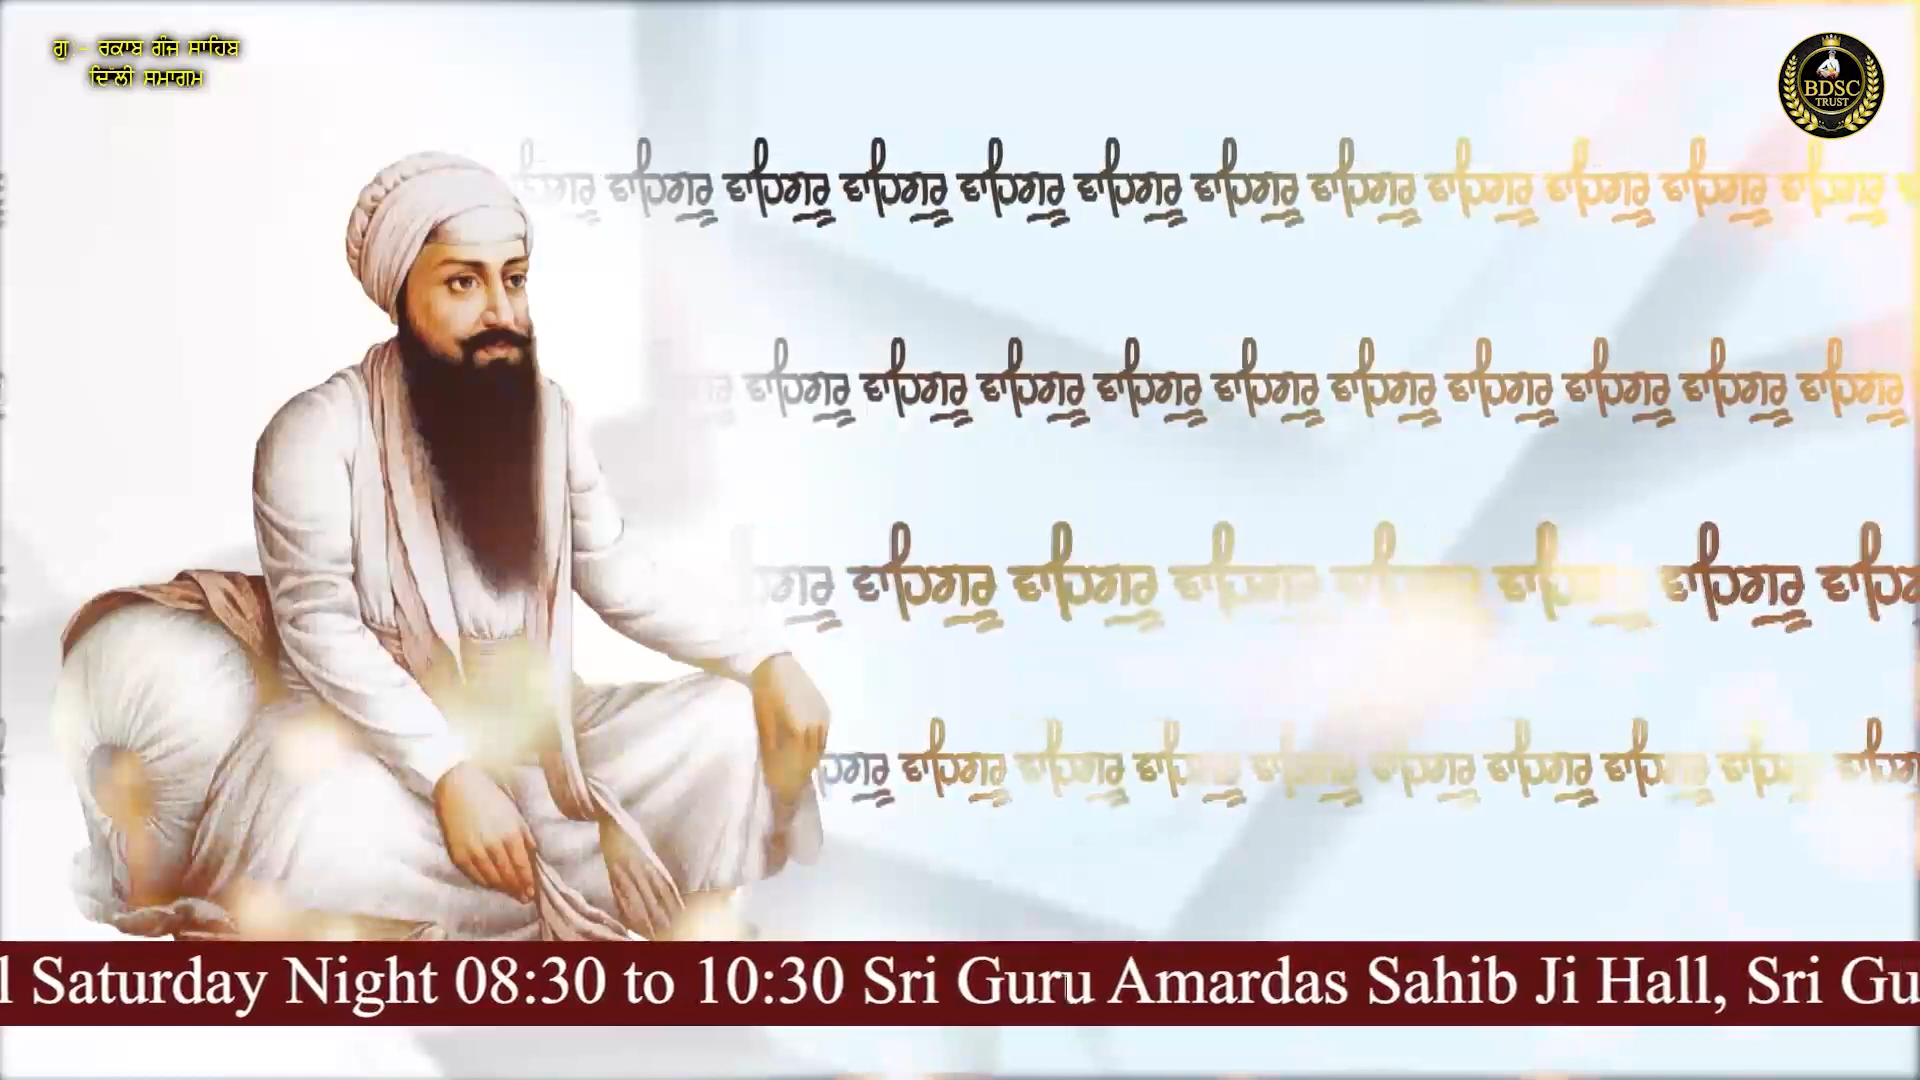 ਗੁ:- ਰਕਾਬ ਗੰਜ ਸਾਹਿਬ
ਦਿੱਲੀ ਸਮਾਗਮ
BDSC
TRUST
ਵਾਹਿਗੁਰੂ ਵਾਹਿਗੁਰੂ ਵਾਹਿਗੁਰੂ ਵਾਹਿਗੁਰੂ ਵਾਹਿਗੁਰੂ ਵਾਹਿਗੁਰੂ ਵਾਹਿਗੁਰੂ ਵਾਹਿਗੁਰੂ ਵਾਹਿਗੁਰੂ ਵਾਹਿਗੁਰੂ ਵਾਹਿਗੁਰੂ
ਵਾਹਿਗੁਰੂ ਵਾਹਿਗੁਰੂ ਵਾਹਿਗੁਰੂ ਵਾਹਿਗੁਰੂ ਵਾਹਿਗੁਰੂ ਵਾਹਿਗੁਰੂ ਵਾਹਿਗੁਰੂ ਵਾਹਿਗੁਰੂ ਵਾਹਿਗੁਰੂ ਵਾਹਿਗੁਰੂ
ਵਾਹਿਗੁਰੂ ਵਾਹਿਗੁਰੂ ਵਾਹਿਗੁਰੂ ਵਾਹਿਗੁਰੂ ਵਾਹਿਗੁਰੂ
ਵਾਹਿਗੁਰੂ ਵਾਹਿਗੁਰੂ ਵਾਹਿਗੁਰੂ ਵਾਹਿਗੁਰੂ ਵਾਹਿਗੁਰੂ ਵਾਹਿਗੁਰੂ ਵਾਹਿਗੁਰੂ ਵਾਹਿਗੁਰੂ
Saturday Night 08:30 to 10:30 Sri Guru Amardas Sahib Ji Hall, Sri